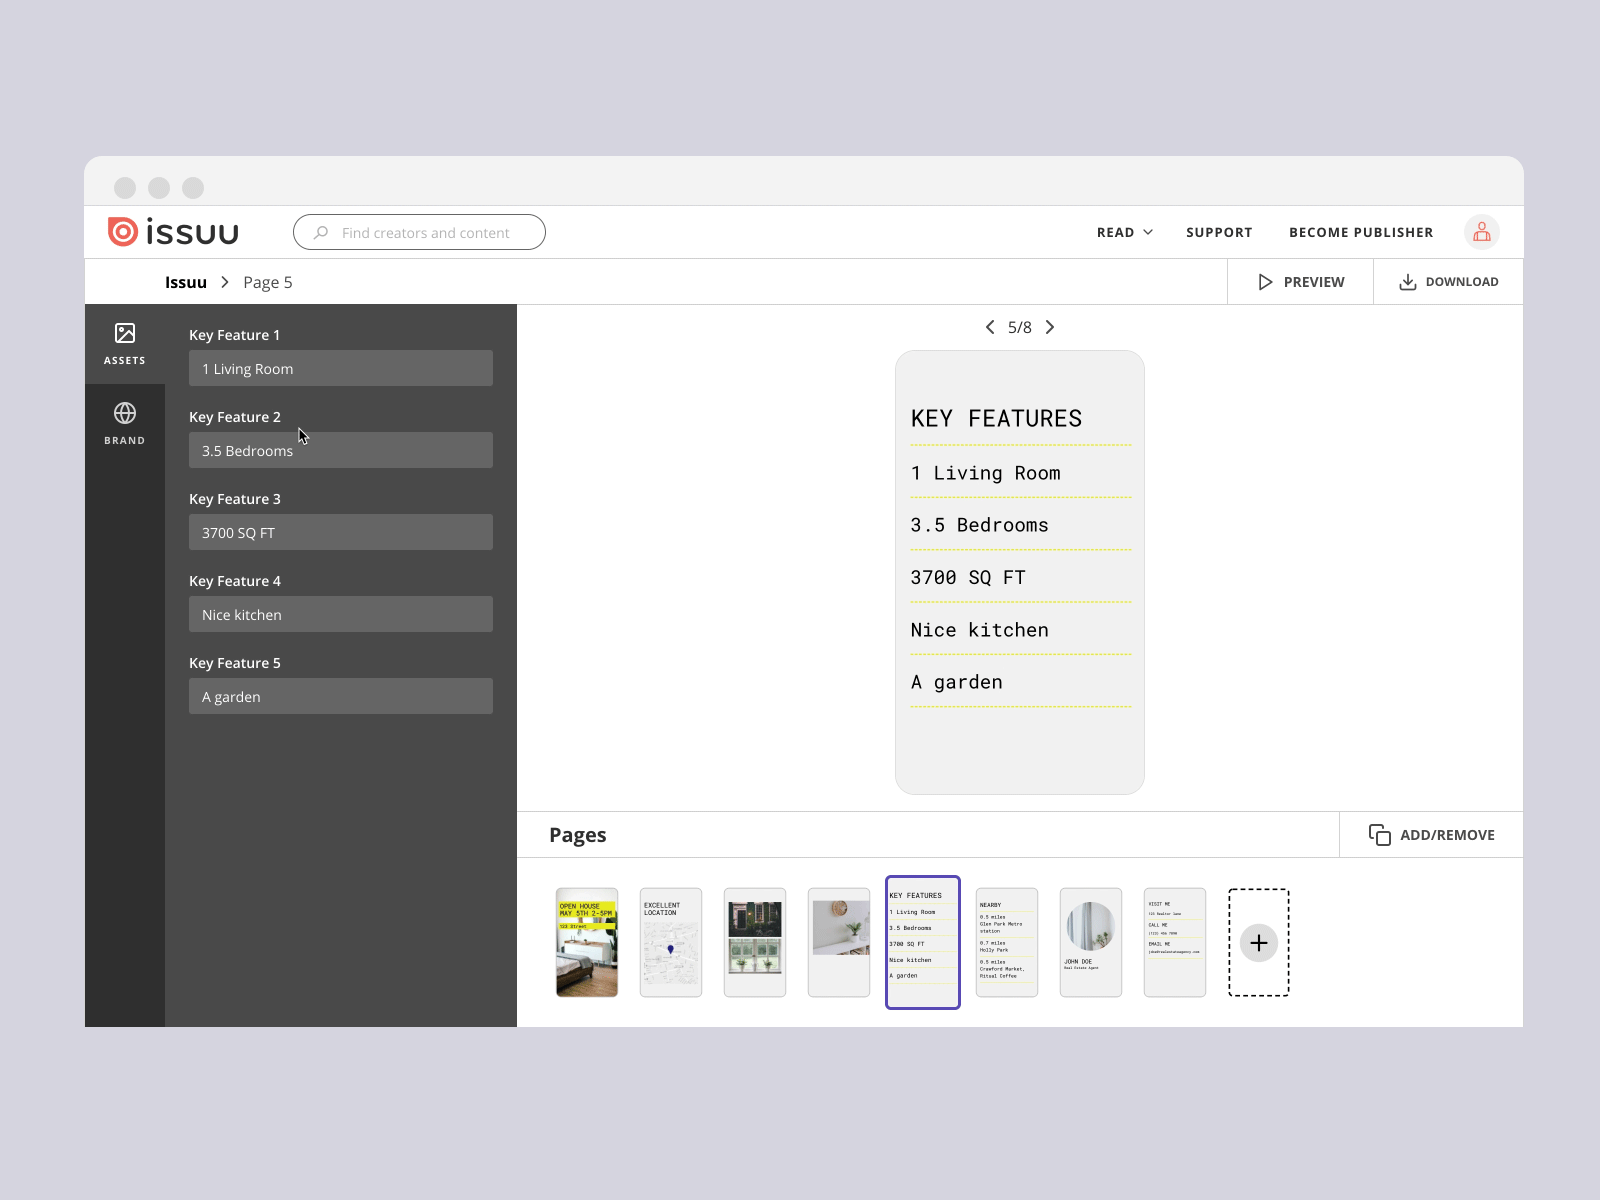 issuu
Find creators and content
READ
SUPPORT
BECOME PUBLISHER
Issuu
Page 5
PREVIEW
DOWNLOAD
ASSETS
BRAND
Key Feature 1
1 Living Room
Key Feature 2
3.5 Bedrooms
Key Feature 3
3700 SQ FT
Key Feature 4
Nice kitchen
Key Feature 5
A garden
5/8
KEY FEATURES
1 Living Room
3.5 Bedrooms
3700 SQ FT
Nice kitchen
A garden
Pages
ADD/REMOVE
OPEN HOUSE
MAY 5TH 2-5PM
123 Street
EXCELLENT
LOCATION
KEY FEATURES
1 Living Room
3.5 Bedrooms
3700 SQ FT
Nice kitchen
A garden
NEARBY
0.5 miles
Glen Park Metro
station
0.7 miles
Holly Park
0.5 miles
Crawford Market,
Ritual Coffee
JOHN DOE
Real Estate Agent
VISIT ME
123 Realtor lane
CALL ME
EMAIL ME